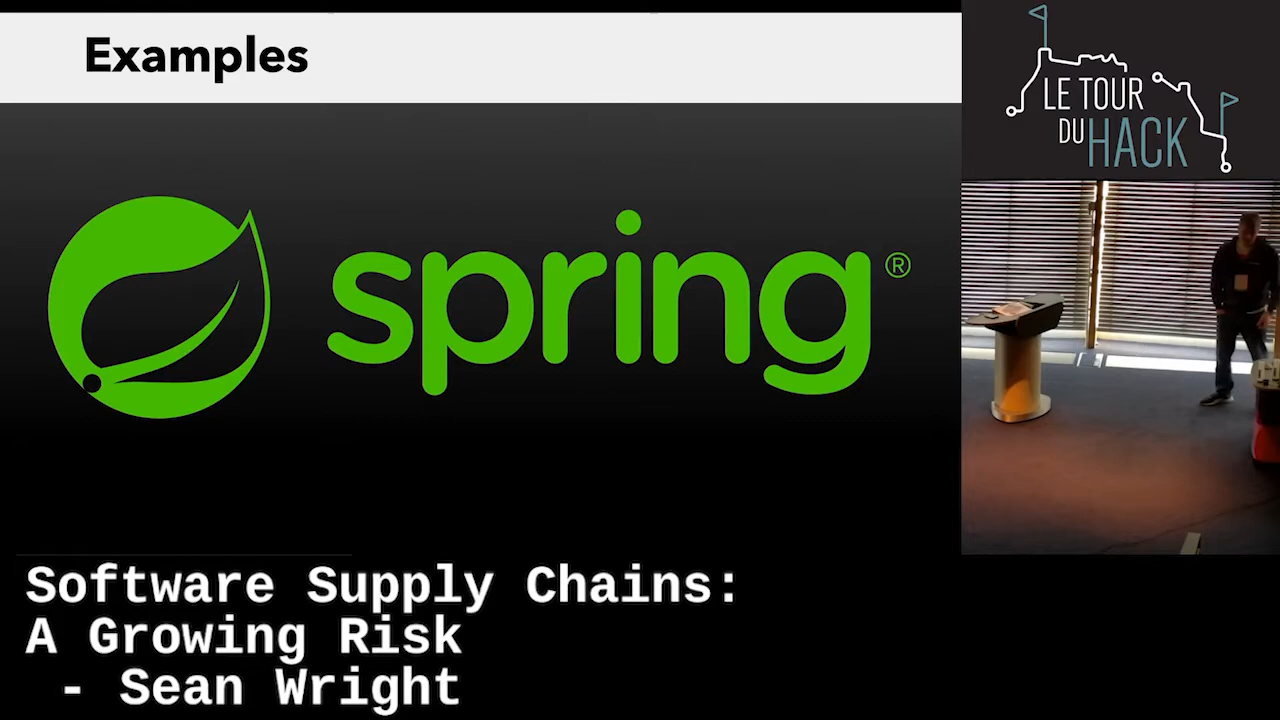 Examples
spring®
LE TOUR
DU HACK
Software Supply Chains:
A Growing Risk
- Sean Wright